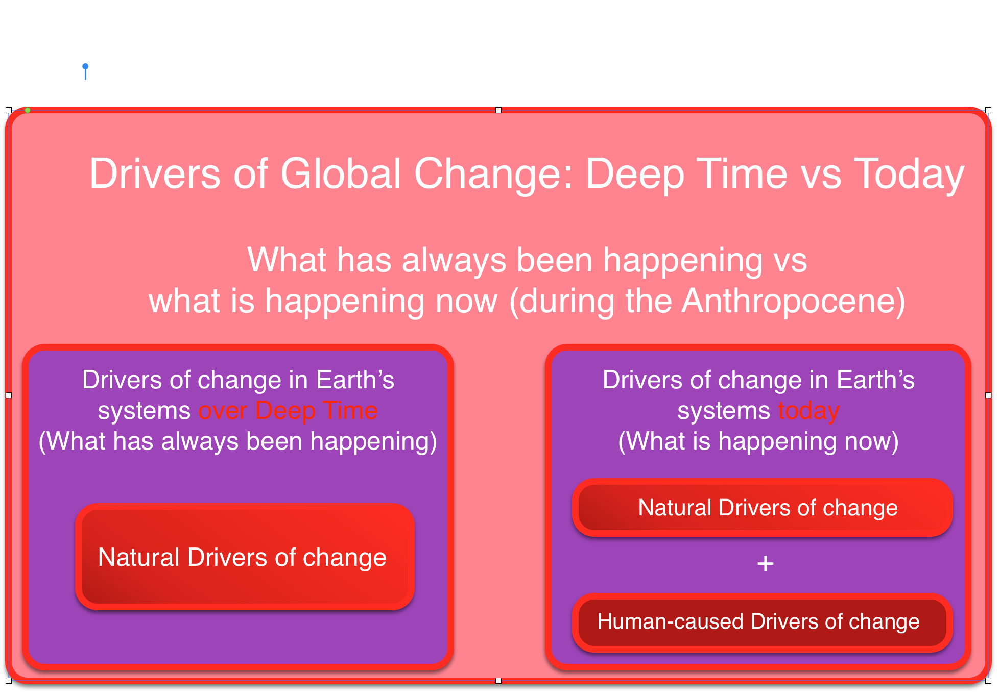 Drivers of Global Change: Deep Time vs Today
What has always been happening vs
what is happening now (during the Anthropocene)
Drivers of change in Earth’s
systems over Deep Time
(What has always been happening)
Natural Drivers of change
Drivers of change in Earth’s
systems today
(What is happening now)
Natural Drivers of change
+
Human-caused Drivers of change